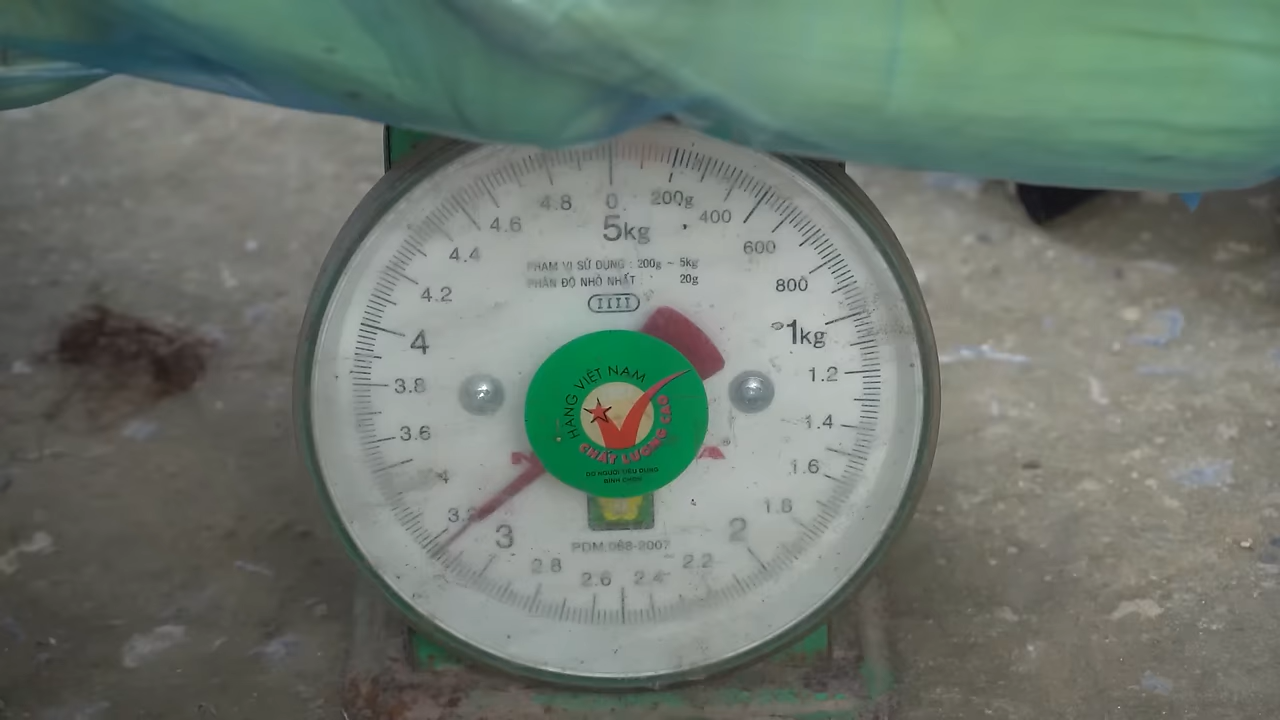 0
5kg
200g
400
600
800
1kg
1.2
1.4
1.6
1.8
2
2.2
2.4
2.6
2.8
3
3.2
3.6
3.8
4
4.2
4.4
4.6
4.8
PHẠM VI SỬ DỤNG : 200g - 5kg
PHÂN ĐỘ NHỎ NHẤT : 20g
IIII
HÀNG VIỆT NAM
CHẤT LƯỢNG CAO
DO NGƯỜI TIÊU DÙNG
BÌNH CHỌN
PDM 068-2007